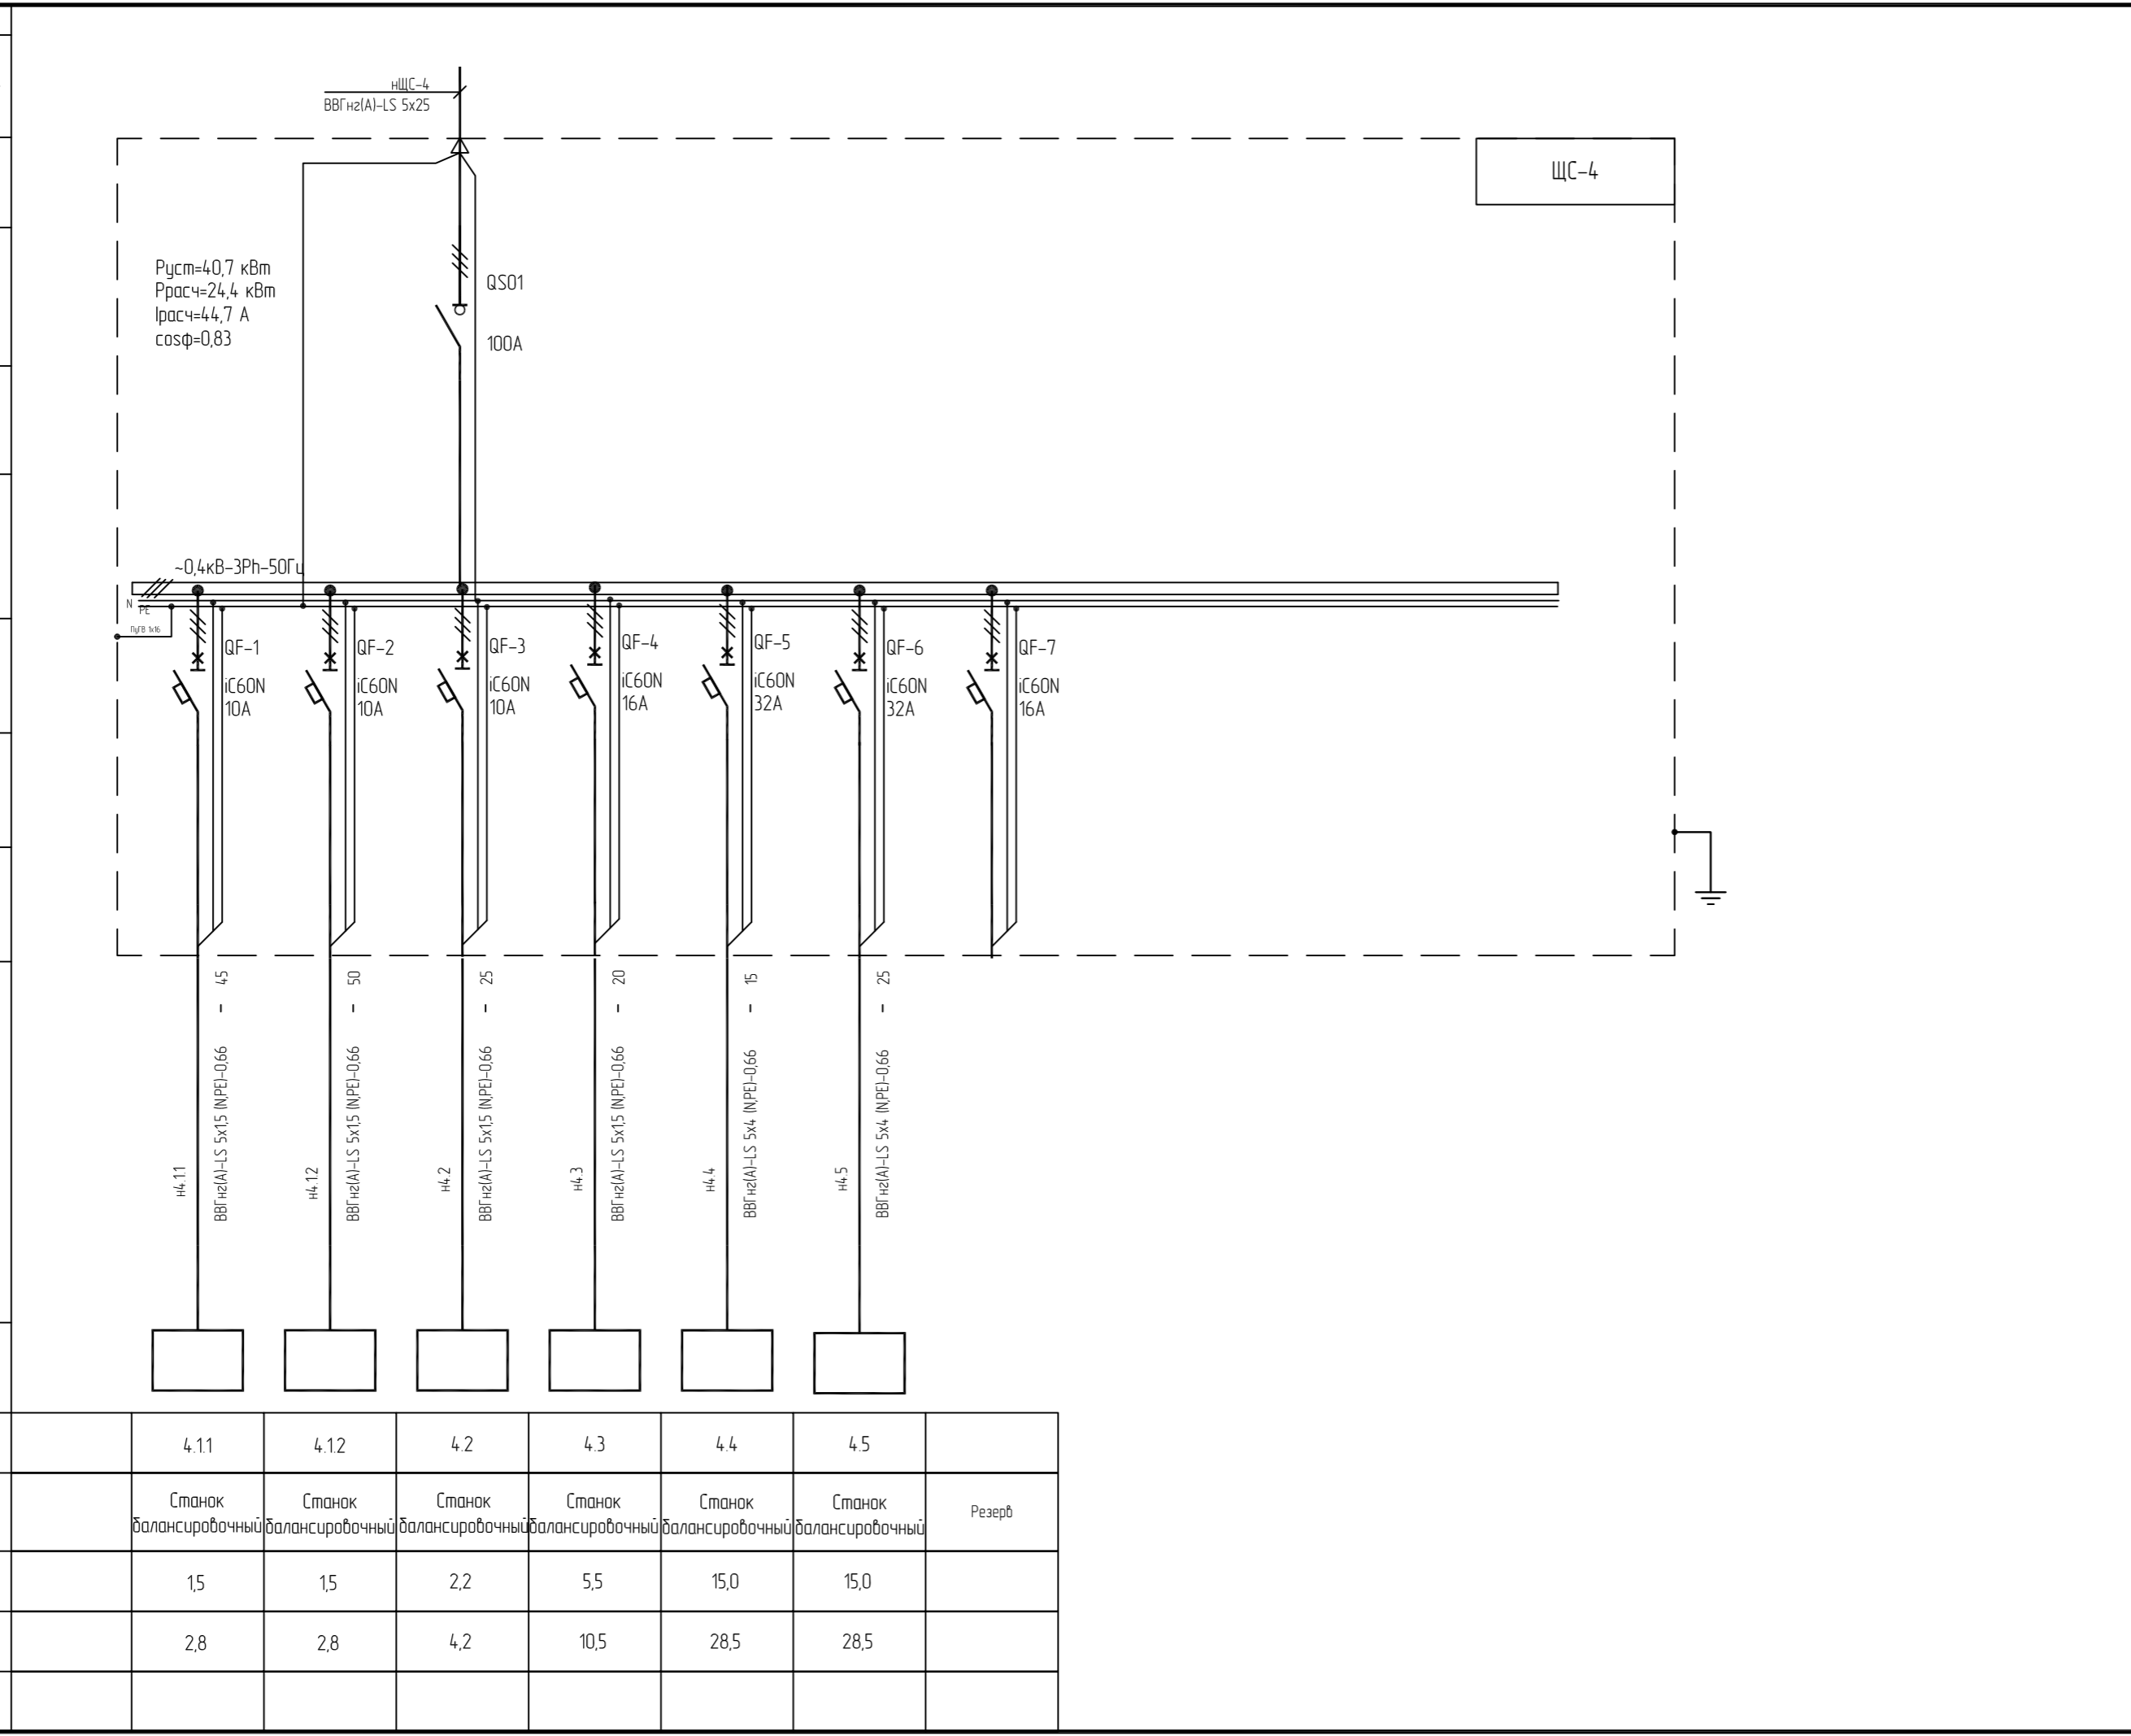 нЩС-4
ВВГнг(А)-LS 5х25
ЩС-4
Руст=40,7 кВт
Ррасч=24,4 кВт
Iрасч=44,7 А
cosф=0,83
QS01
100А
~0,4кВ-3Ph-50Гц
N
PE
ПуГВ 1х16
QF-1
iC60N
10А
QF-2
iC60N
10А
QF-3
iC60N
10А
QF-4
iC60N
16А
QF-5
iC60N
32А
QF-6
iC60N
32А
QF-7
iC60N
16А
н4.1.1
ВВГнг(А)-LS 5х1,5 (N,PE)-0,66 - 45
н4.1.2
ВВГнг(А)-LS 5х1,5 (N,PE)-0,66 - 50
н4.2
ВВГнг(А)-LS 5х1,5 (N,PE)-0,66 - 25
н4.3
ВВГнг(А)-LS 5х1,5 (N,PE)-0,66 - 20
н4.4
ВВГнг(А)-LS 5х4 (N,PE)-0,66 - 15
н4.5
ВВГнг(А)-LS 5х4 (N,PE)-0,66 - 25
4.1.1 4.1.2 4.2 4.3 4.4 4.5
Станок Станок Станок Станок Станок Станок
балансировочный балансировочный балансировочный балансировочный балансировочный балансировочный Резерв
1,5 1,5 2,2 5,5 15,0 15,0
2,8 2,8 4,2 10,5 28,5 28,5